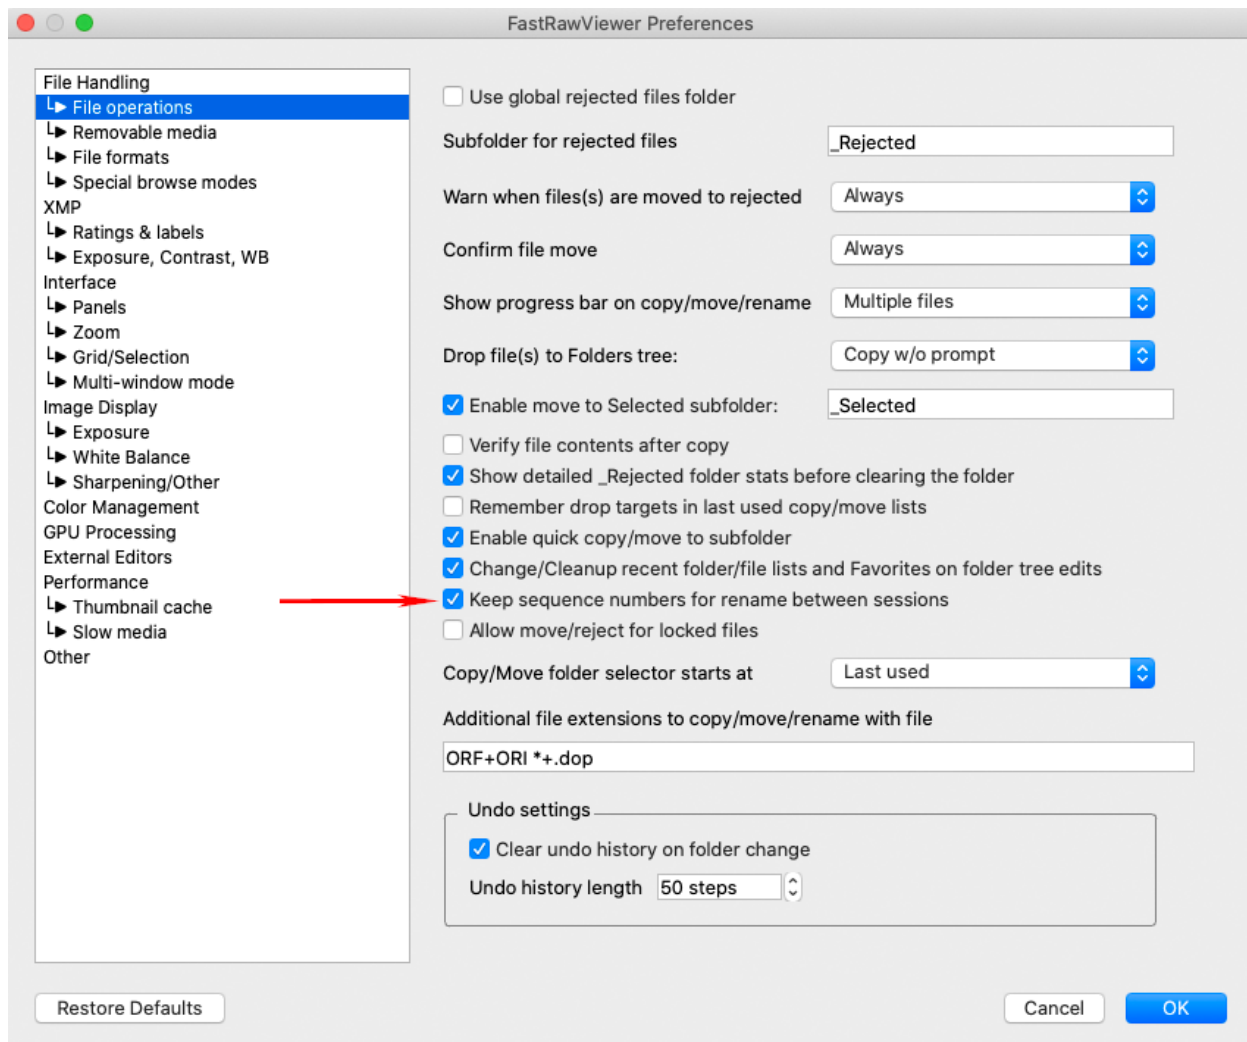 FastRawViewer Preferences
File Handling
File operations
Removable media
File formats
Special browse modes
XMP
Ratings & labels
Exposure, Contrast, WB
Interface
Panels
Zoom
Grid/Selection
Multi-window mode
Image Display
Exposure
White Balance
Sharpening/Other
Color Management
GPU Processing
External Editors
Performance
Thumbnail cache
Slow media
Other
Use global rejected files folder
Subfolder for rejected files _Rejected
Warn when files(s) are moved to rejected Always
Confirm file move Always
Show progress bar on copy/move/rename Multiple files
Drop file(s) to Folders tree: Copy w/o prompt
Enable move to Selected subfolder: _Selected
Verify file contents after copy
Show detailed _Rejected folder stats before clearing the folder
Remember drop targets in last used copy/move lists
Enable quick copy/move to subfolder
Change/Cleanup recent folder/file lists and Favorites on folder tree edits
Keep sequence numbers for rename between sessions
Allow move/reject for locked files
Copy/Move folder selector starts at Last used
Additional file extensions to copy/move/rename with file
ORF+ORI *+.dop
Undo settings
Clear undo history on folder change
Undo history length 50 steps
Restore Defaults Cancel OK